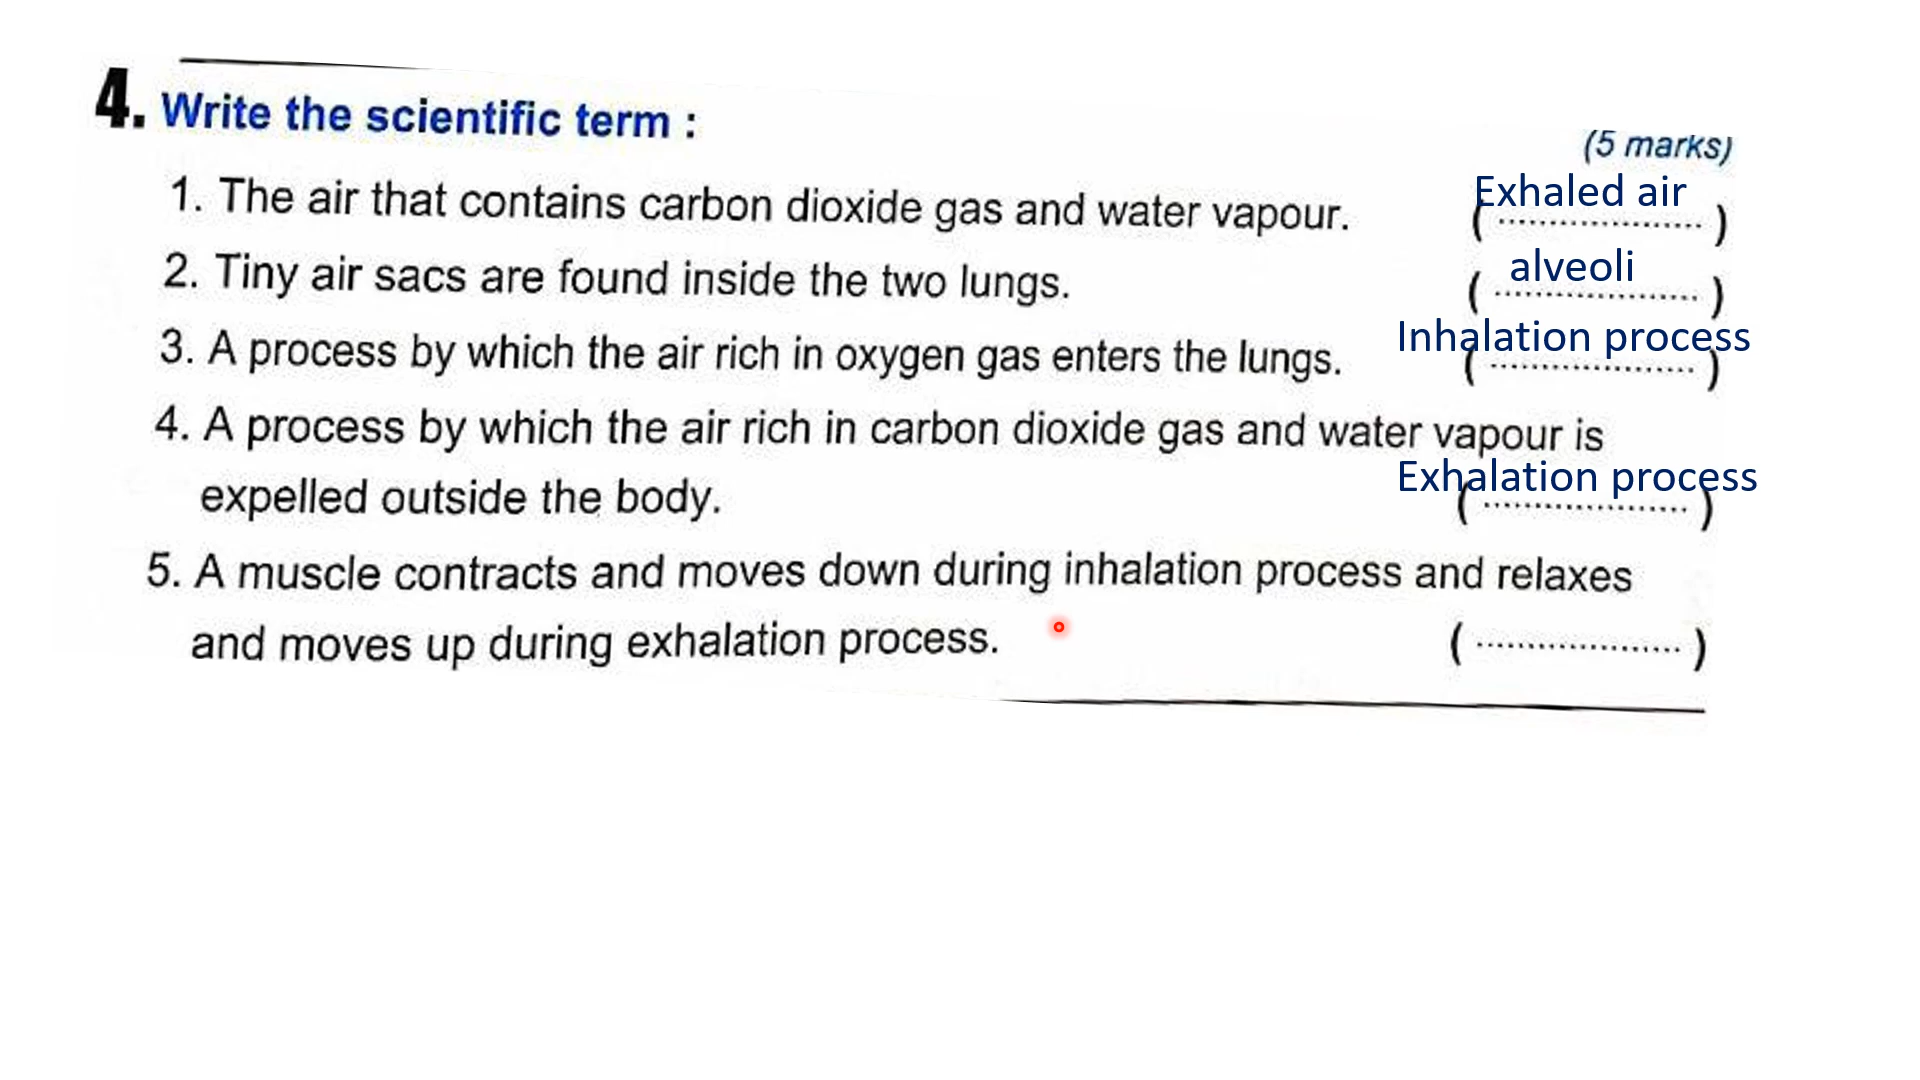 4. Write the scientific term :
(5 marks)
1. The air that contains carbon dioxide gas and water vapour. (Exhaled air ....................)
2. Tiny air sacs are found inside the two lungs. (alveoli ....................)
3. A process by which the air rich in oxygen gas enters the lungs. (Inhalation process ....................)
4. A process by which the air rich in carbon dioxide gas and water vapour is
expelled outside the body. (Exhalation process ....................)
5. A muscle contracts and moves down during inhalation process and relaxes
and moves up during exhalation process. (....................)